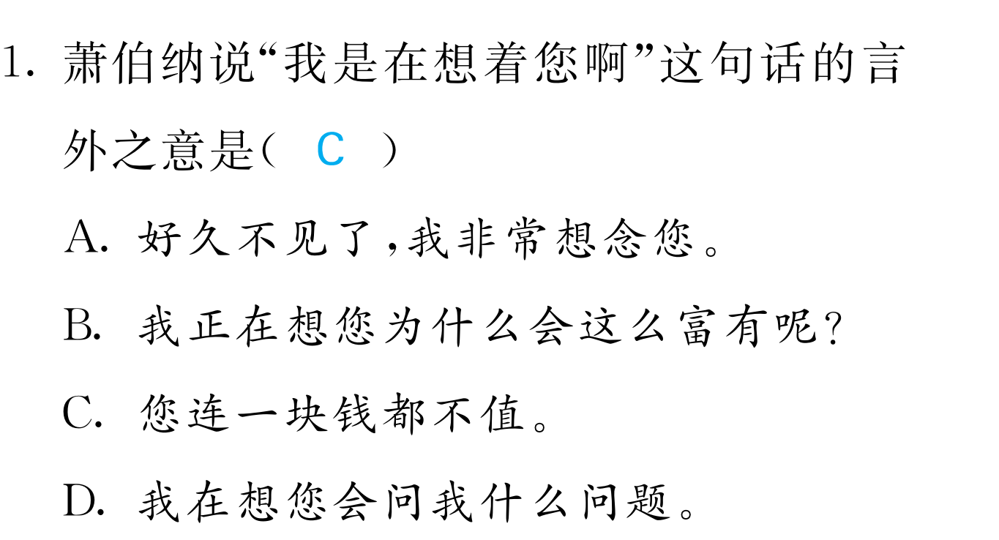 1. 萧伯纳说“我是在想着您啊”这句话的言
外之意是( C )
A. 好久不见了,我非常想念您。
B. 我正在想您为什么会这么富有呢?
C. 您连一块钱都不值。
D. 我在想您会问我什么问题。